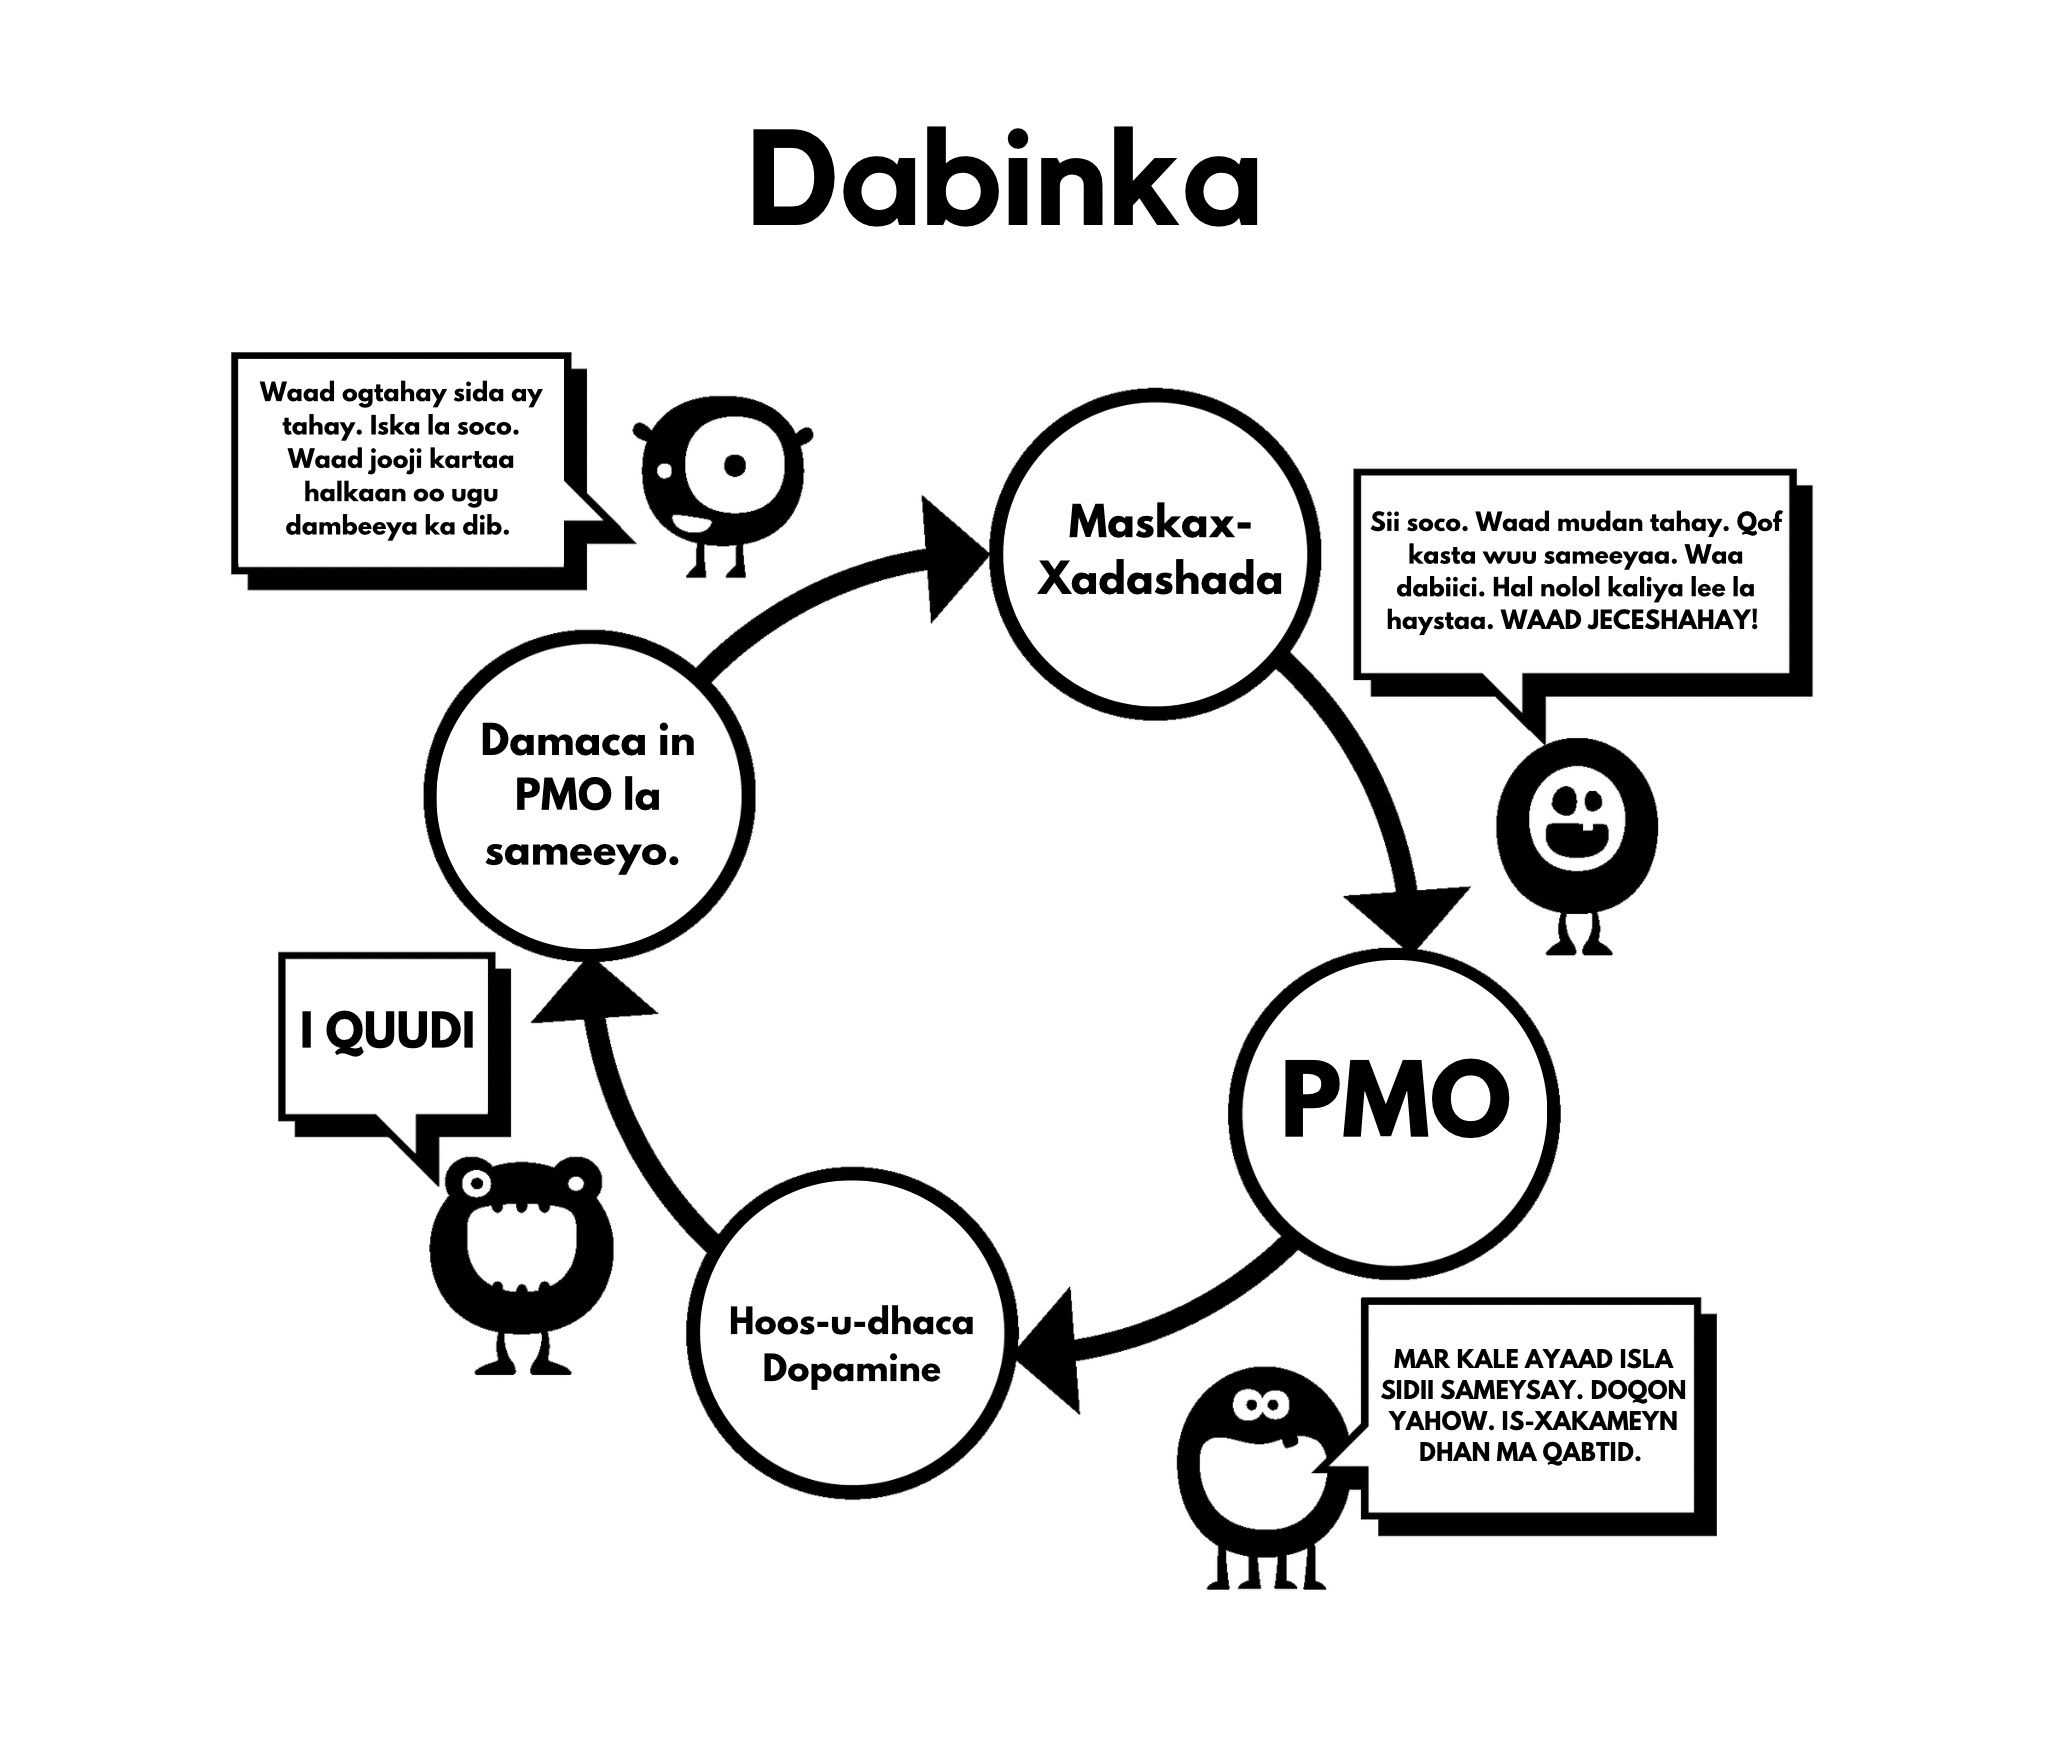 Dabinka
Waad ogtahay sida ay
tahay. Iska la soco.
Waad jooji kartaa
halkaan oo ugu
dambeeya ka dib.
Maskax-
Xadashada
Sii soco. Waad mudan tahay. Qof
kasta wuu sameeyaa. Waa
dabiici. Hal nolol kaliya lee la
haystaa. WAAD JECESHAHAY!
Damaca in
PMO la
sameeyo.
I QUUDI
PMO
Hoos-u-dhaca
Dopamine
MAR KALE AYAAD ISLA
SIDII SAMEYSAY. DOQON
YAHOW. IS-XAKAMEYN
DHAN MA QABTID.